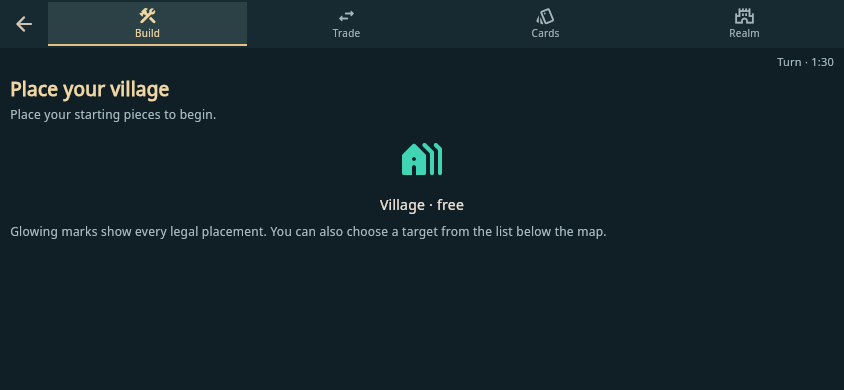 Build
Trade
Cards
Realm
Turn · 1:30
Place your village
Place your starting pieces to begin.
Village · free
Glowing marks show every legal placement. You can also choose a target from the list below the map.